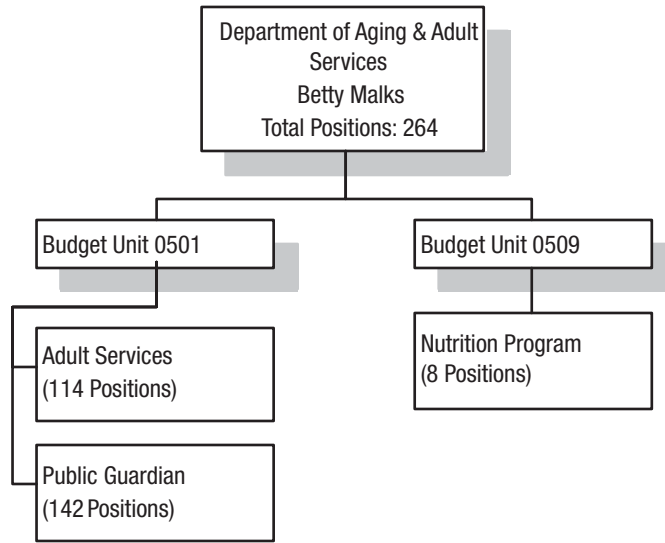 Department of Aging & Adult
Services
Betty Malks
Total Positions: 264
Budget Unit 0501
Budget Unit 0509
Adult Services
(114 Positions)
Nutrition Program
(8 Positions)
Public Guardian
(142 Positions)